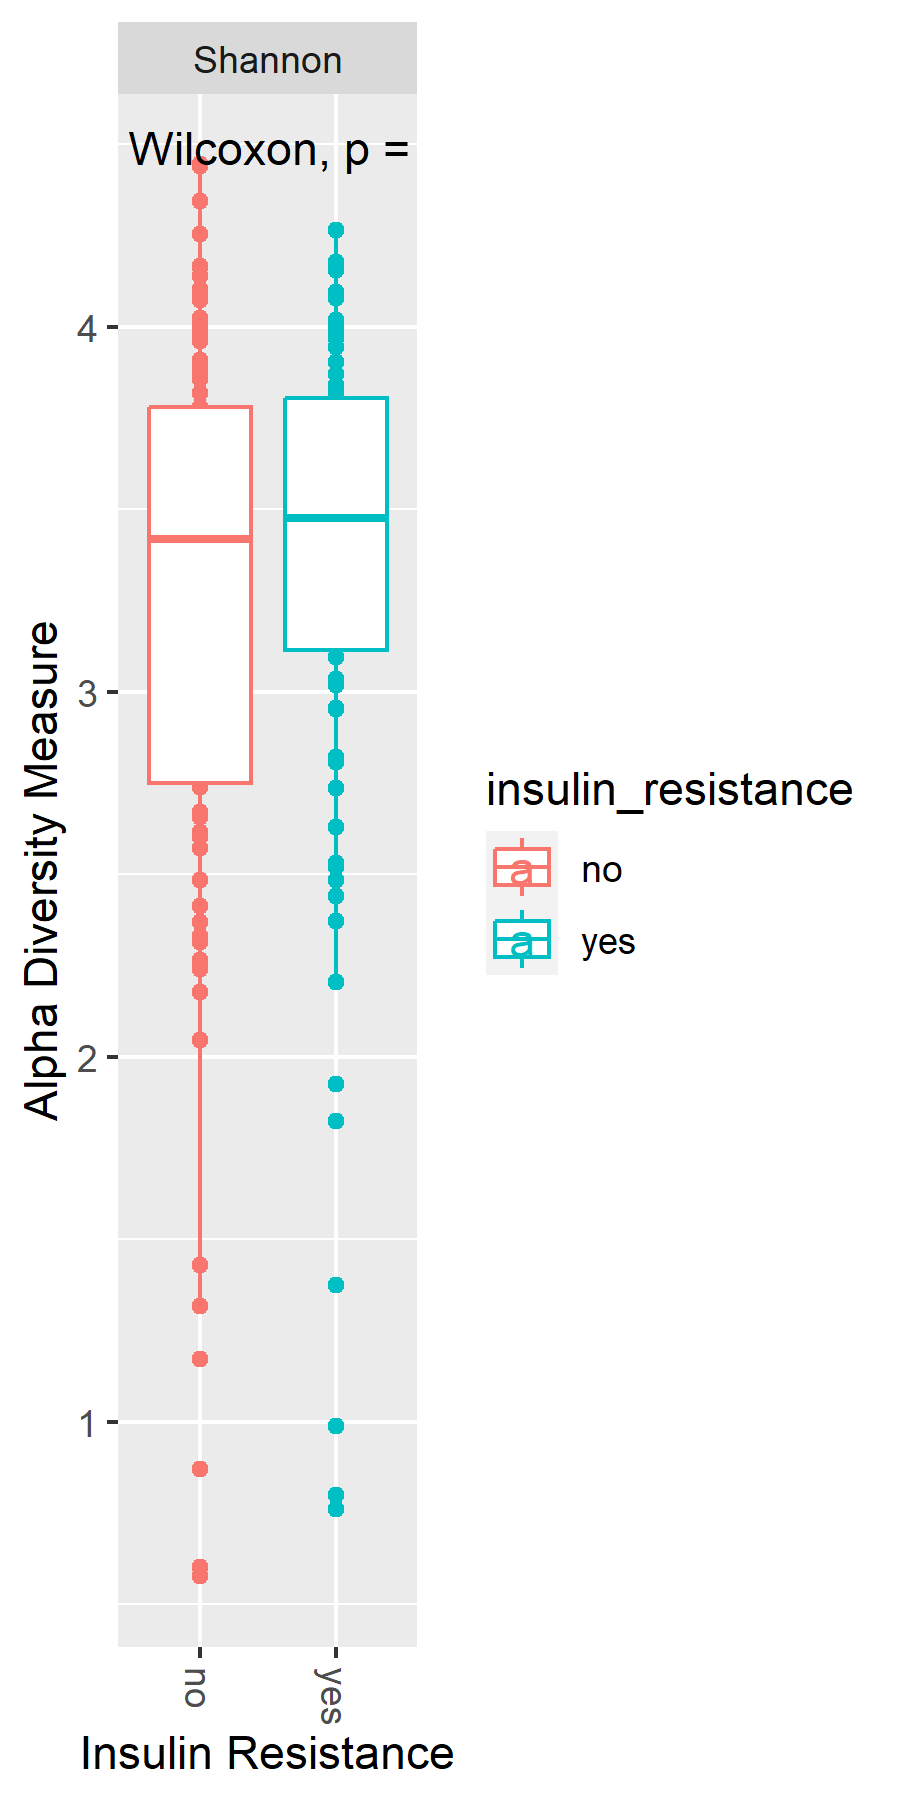 Shannon
Wilcoxon, p =
4
3
2
1
Alpha Diversity Measure
no
yes
Insulin Resistance
insulin_resistance
a no
a yes